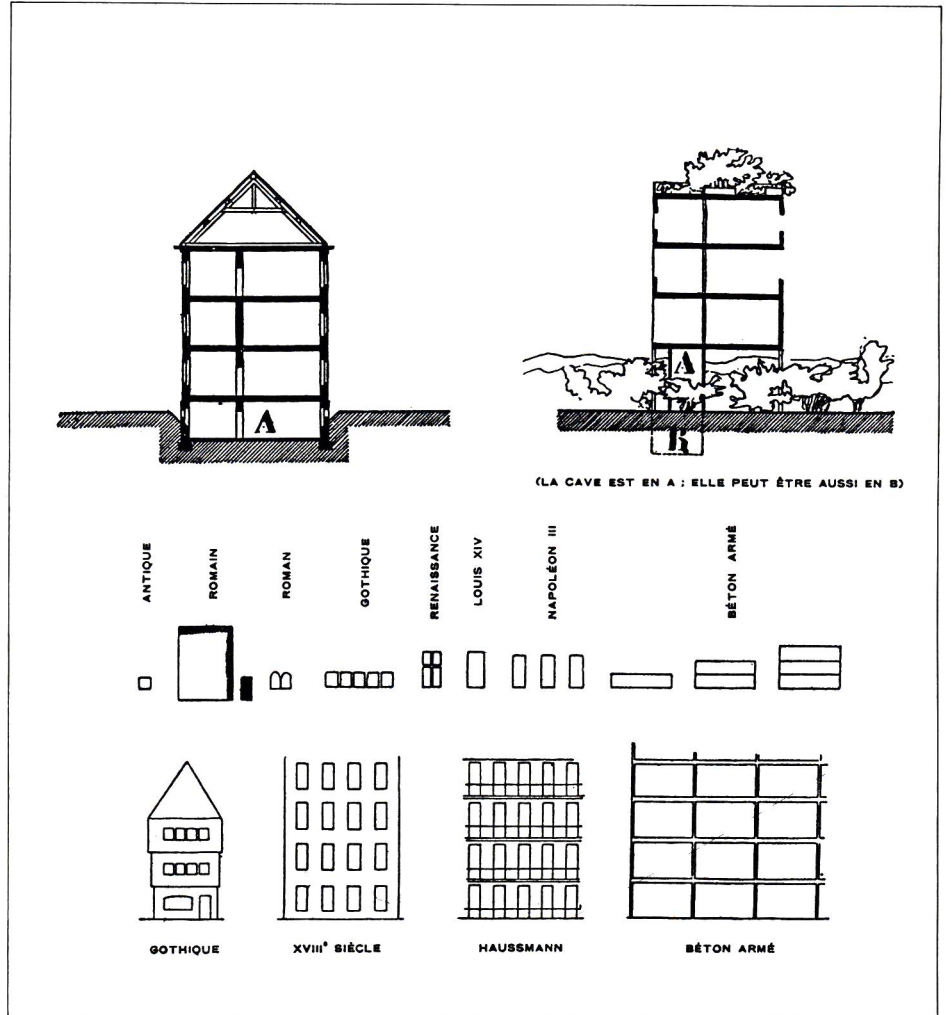 A
A
B
(LA CAVE EST EN A ; ELLE PEUT ÊTRE AUSSI EN B)
ANTIQUE
ROMAIN
ROMAN
GOTHIQUE
RENAISSANCE
LOUIS XIV
NAPOLÉON III
BÉTON ARMÉ
GOTHIQUE XVIIIᵉ SIÈCLE HAUSSMANN BÉTON ARMÉ